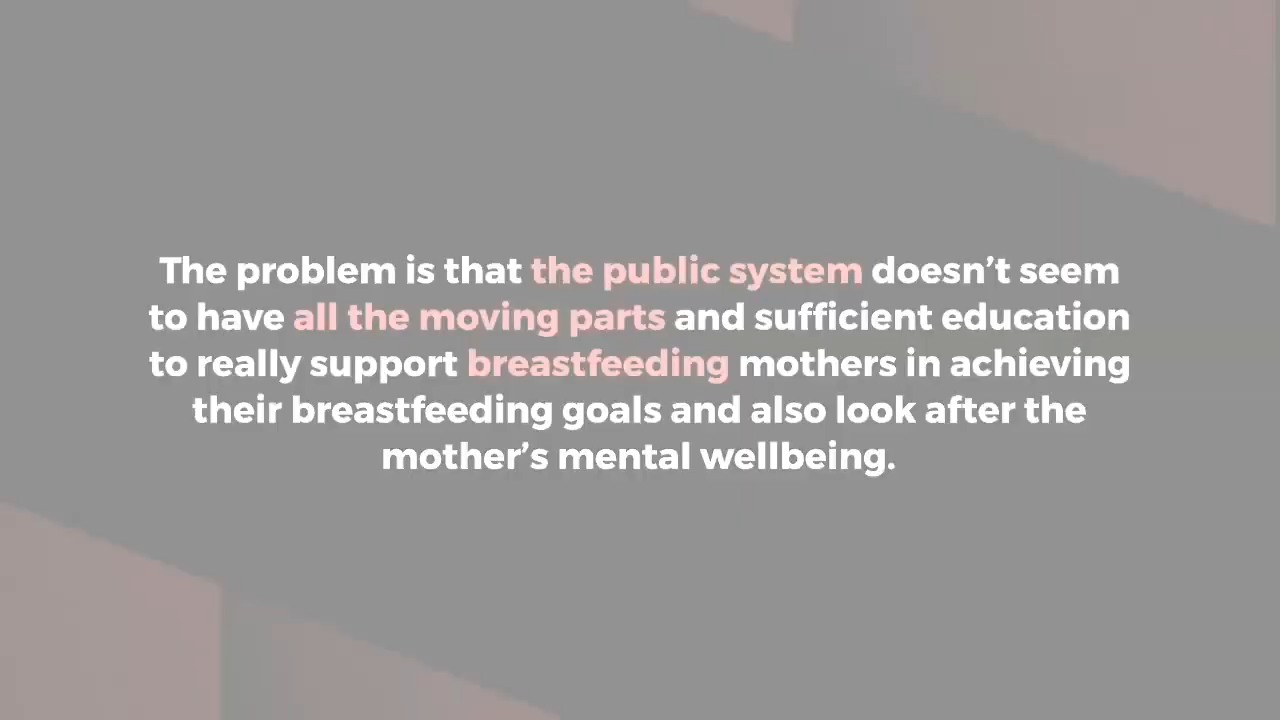 The problem is that the public system doesn’t seem
to have all the moving parts and sufficient education
to really support breastfeeding mothers in achieving
their breastfeeding goals and also look after the
mother’s mental wellbeing.